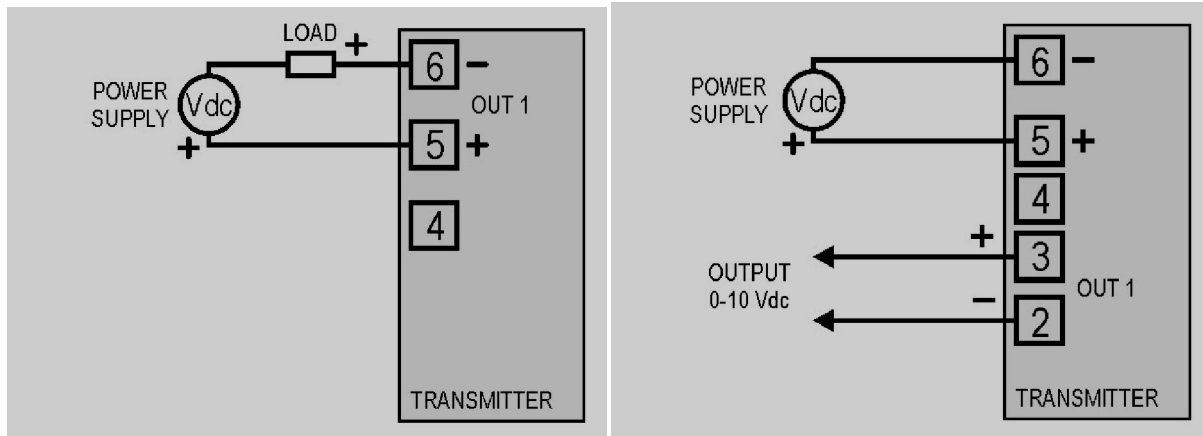 LOAD
+
6 −
POWER
SUPPLY
Vdc
OUT 1
+
5 +
4
TRANSMITTER
6 −
POWER
SUPPLY
Vdc
+
5 +
4
+
3
OUTPUT
0-10 Vdc
OUT 1
−
2
TRANSMITTER